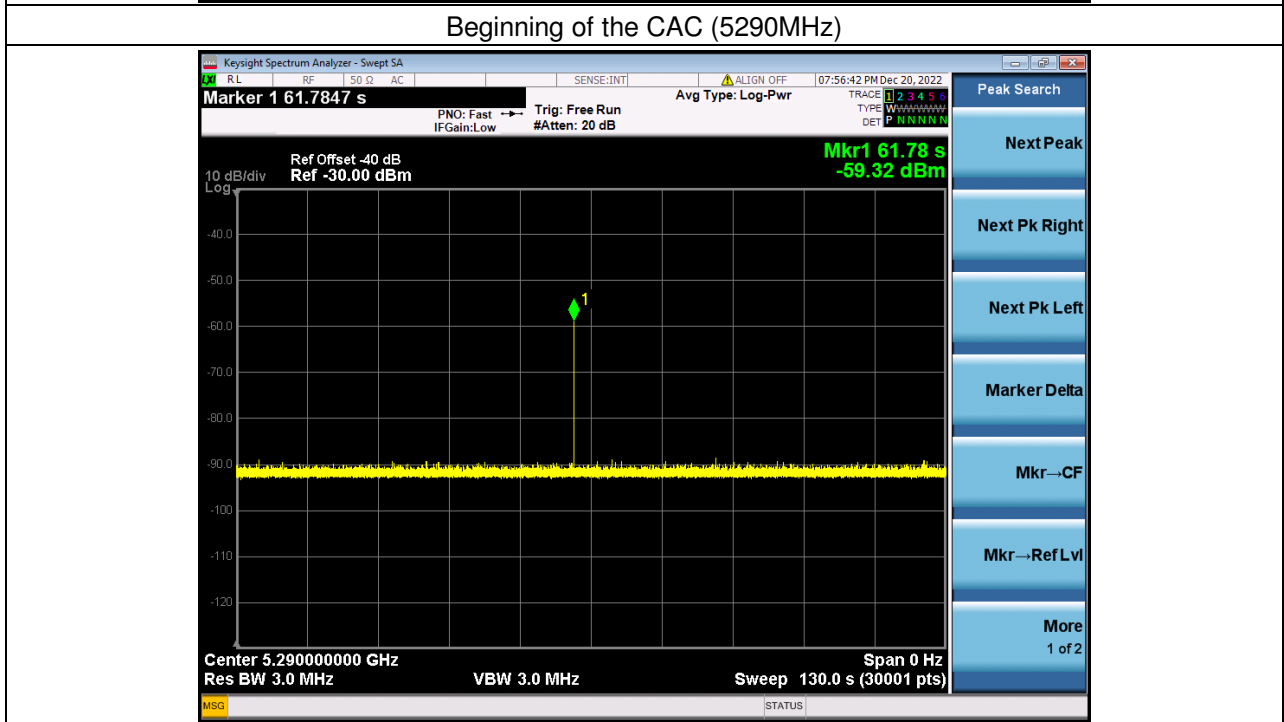 Beginning of the CAC (5290MHz)
Keysight Spectrum Analyzer - Swept SA
LXI RL RF 50 Ω AC SENSE:INT ALIGN OFF 07:56:42 PM Dec 20, 2022
Marker 1 61.7847 s
PNO: Fast
IFGain:Low
Trig: Free Run
#Atten: 20 dB
Avg Type: Log-Pwr
TRACE 1 2 3 4 5 6
TYPE WWWWWW
DET P N N N N N
Ref Offset -40 dB
10 dB/div Ref -30.00 dBm
Log
Mkr1 61.78 s
-59.32 dBm
-40.0
-50.0
1
-60.0
-70.0
-80.0
-90.0
-100
-110
-120
Center 5.290000000 GHz
Span 0 Hz
Res BW 3.0 MHz
VBW 3.0 MHz
Sweep 130.0 s (30001 pts)
MSG
STATUS
Peak Search
Next Peak
Next Pk Right
Next Pk Left
Marker Delta
Mkr→CF
Mkr→Ref Lvl
More
1 of 2